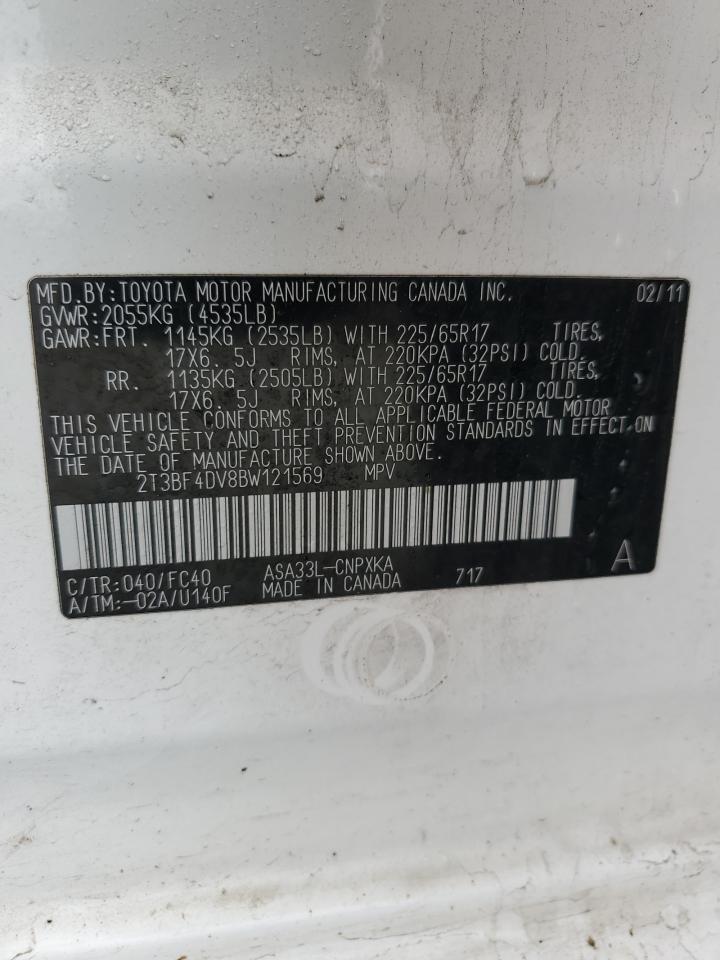 MFD.BY:TOYOTA MOTOR MANUFACTURING CANADA INC. 02/11
GVWR:2055KG (4535LB)
GAWR:FRT. 1145KG (2535LB) WITH 225/65R17 TIRES,
17X6. 5J RIMS, AT 220KPA (32PSI) COLD.
RR. 1135KG (2505LB) WITH 225/65R17 TIRES,
17X6. 5J RIMS, AT 220KPA (32PSI) COLD.
THIS VEHICLE CONFORMS TO ALL APPLICABLE FEDERAL MOTOR
VEHICLE SAFETY AND THEFT PREVENTION STANDARDS IN EFFECT ON
THE DATE OF MANUFACTURE SHOWN ABOVE.
2T3BF4DV8BW121569 MPV
C/TR:040/FC40 ASA33L-CNPXKA 717 A
A/TM:-02A/U140F MADE IN CANADA